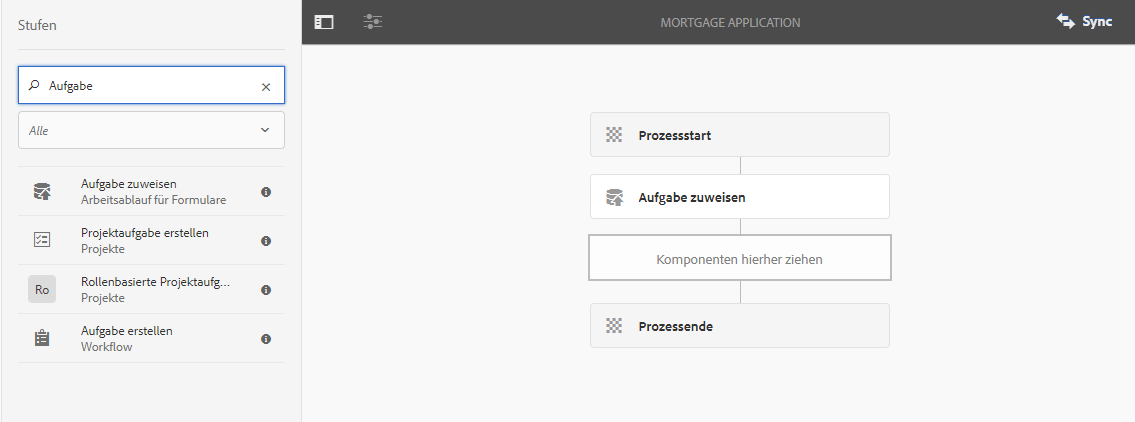 Stufen
Aufgabe
Alle
Aufgabe zuweisen
Arbeitsablauf für Formulare
Projektaufgabe erstellen
Projekte
Ro
Rollenbasierte Projektaufg...
Projekte
Aufgabe erstellen
Workflow
MORTGAGE APPLICATION
Sync
Prozessstart
Aufgabe zuweisen
Komponenten hierher ziehen
Prozessende